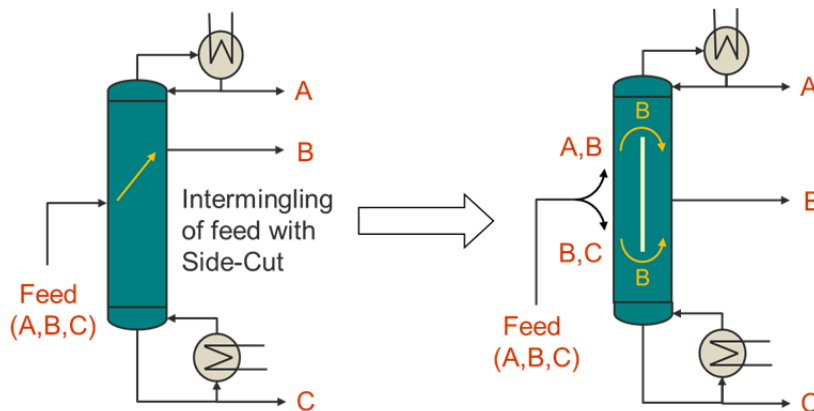 A
B
Intermingling
of feed with
Side-Cut
Feed
(A,B,C)
C
A
B
A,B
B
B,C
B
Feed
(A,B,C)
C